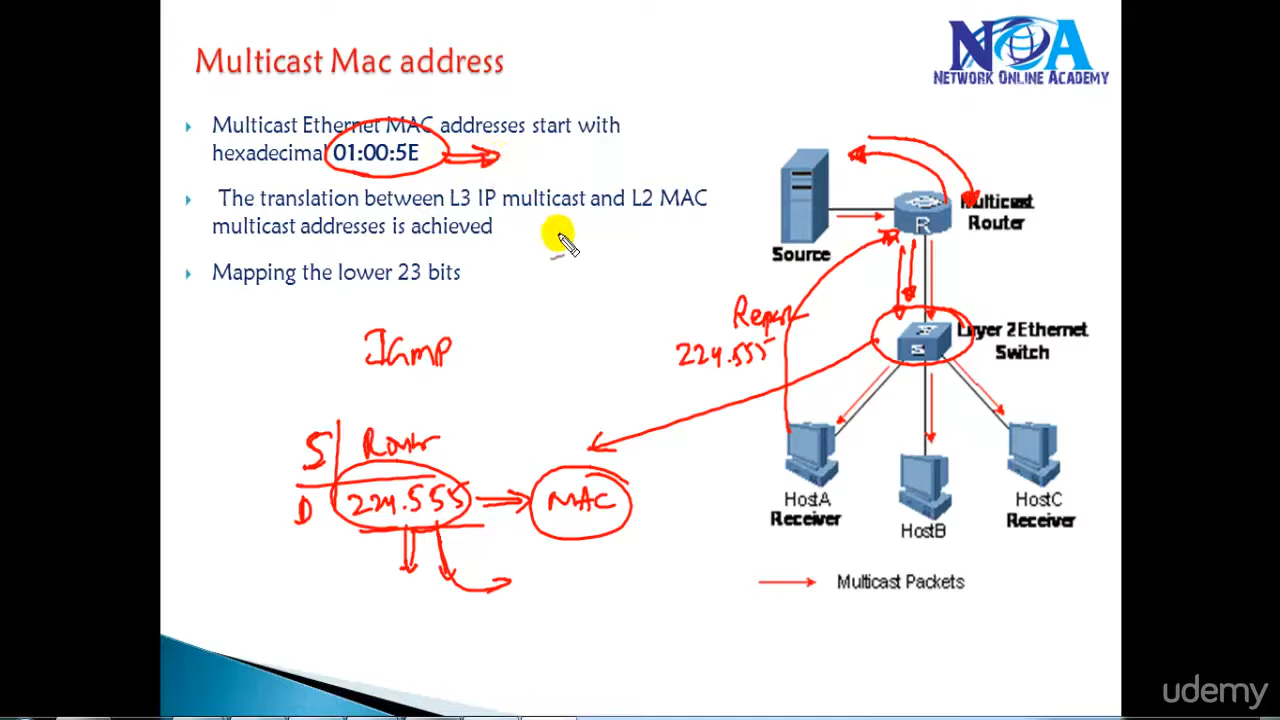 Multicast Mac address
NOA
NETWORK ONLINE ACADEMY
Multicast Ethernet MAC addresses start with
hexadecimal 01:00:5E
The translation between L3 IP multicast and L2 MAC
multicast addresses is achieved
Mapping the lower 23 bits
Multicast
Router
R
Source
Report
224.555
Layer 2 Ethernet
Switch
S
IGMP
S Router
D 224.555 MAC
HostA
Receiver
HostB
HostC
Receiver
Multicast Packets
udemy